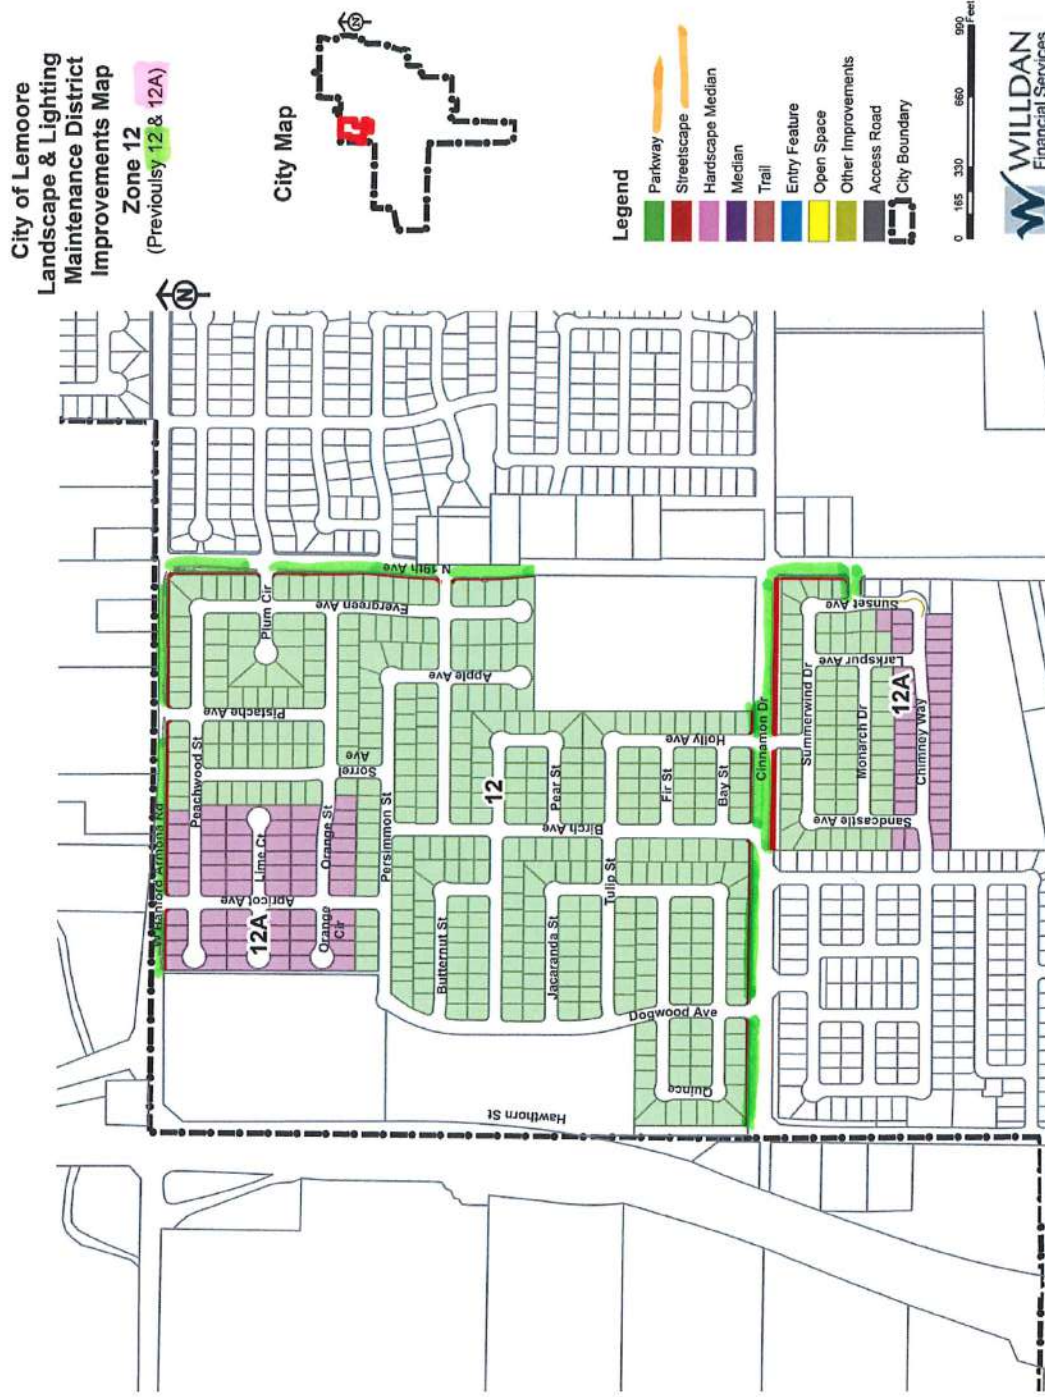 City of Lemoore
Landscape & Lighting
Maintenance District
Improvements Map
Zone 12
(Previoulsy 12 & 12A)
N
City Map
N
Legend
Parkway
Streetscape
Hardscape Median
Median
Trail
Entry Feature
Open Space
Other Improvements
Access Road
City Boundary
0 165 330 660 990
Feet
WILLDAN
Financial Services
W Hanford Armona Rd
Peachwood St
Pistache Ave
Plum Cir
Evergreen Ave
N 19th Ave
Lime Ct
Apricot Ave
12A
Orange St
Orange Cir
Sorrel Ave
Persimmon St
Apple Ave
Butternut St
12
Pear St
Birch Ave
Jacaranda St
Tulip St
Holly Ave
Fir St
Bay St
Dogwood Ave
Quince
Hawthorn St
Cinnamon Dr
Summerwind Dr
Sunset Ave
Larkspur Ave
Monarch Dr
Sandcastle Ave
12A
Chimney Way